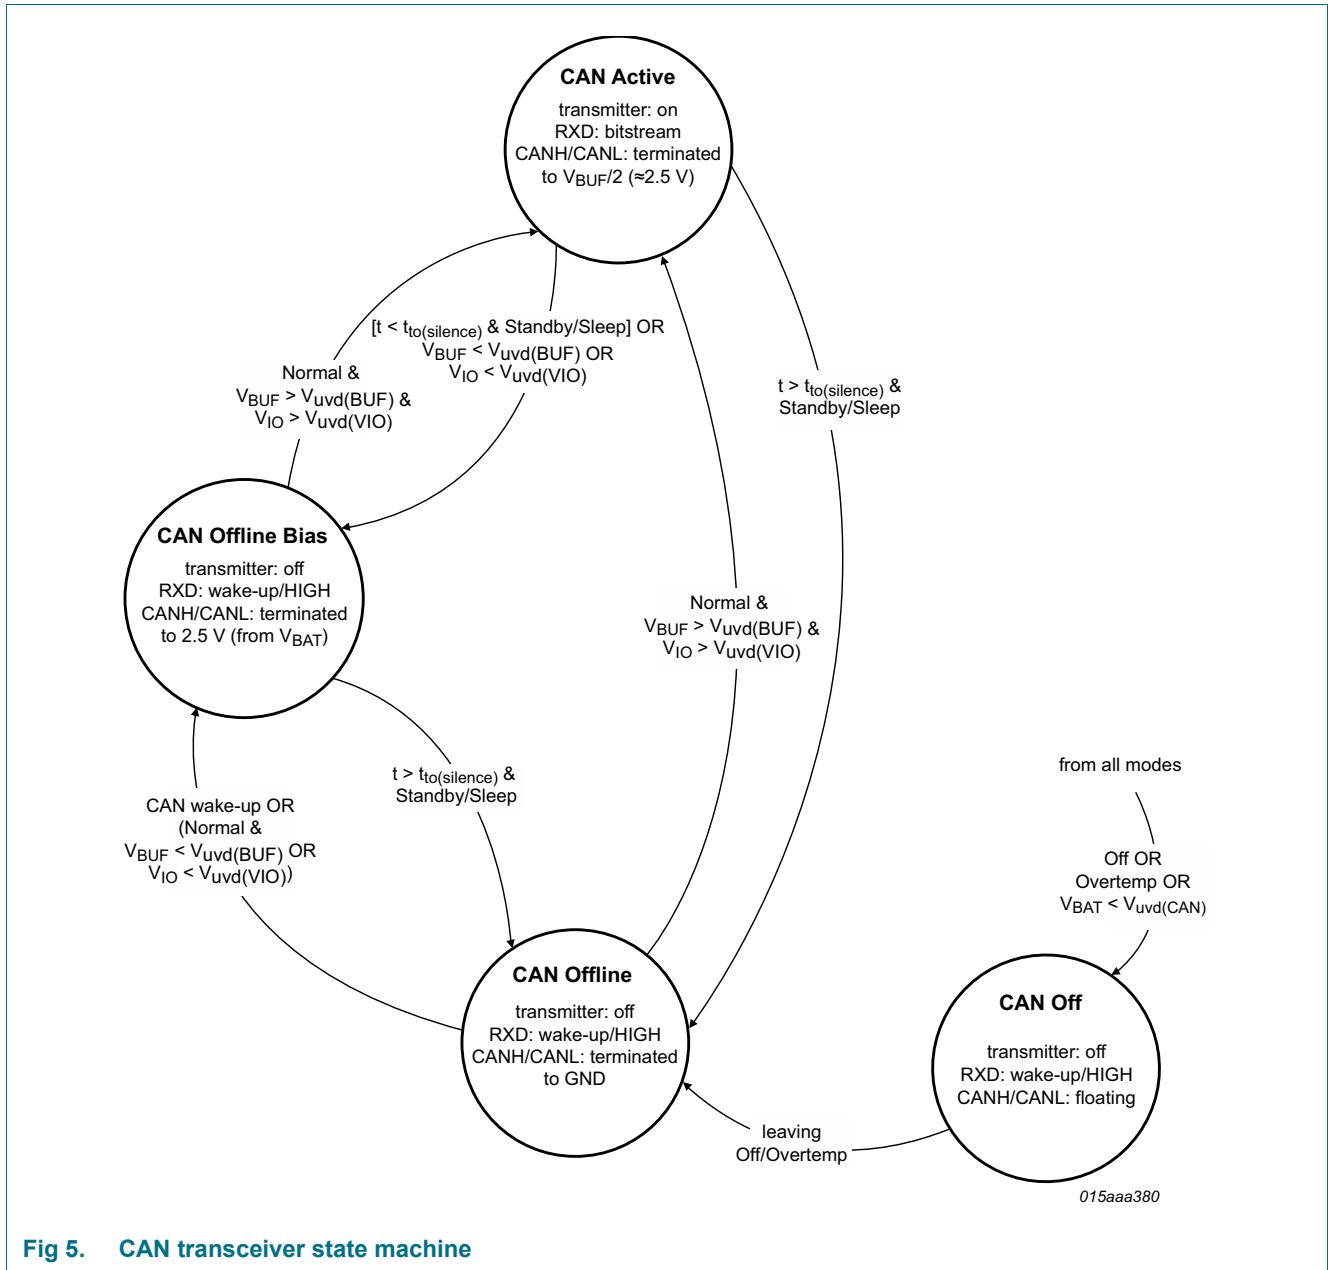 CAN Active
transmitter: on
RXD: bitstream
CANH/CANL: terminated
to VBUF/2 (≈2.5 V)
[t < tto(silence) & Standby/Sleep] OR
VBUF < Vuvd(BUF) OR
VIO < Vuvd(VIO)
Normal &
VBUF > Vuvd(BUF) &
VIO > Vuvd(VIO)
t > tto(silence) &
Standby/Sleep
CAN Offline Bias
transmitter: off
RXD: wake-up/HIGH
CANH/CANL: terminated
to 2.5 V (from VBAT)
Normal &
VBUF > Vuvd(BUF) &
VIO > Vuvd(VIO)
t > tto(silence) &
Standby/Sleep
CAN wake-up OR
(Normal &
VBUF < Vuvd(BUF) OR
VIO < Vuvd(VIO))
from all modes
Off OR
Overtemp OR
VBAT < Vuvd(CAN)
CAN Offline
transmitter: off
RXD: wake-up/HIGH
CANH/CANL: terminated
to GND
CAN Off
transmitter: off
RXD: wake-up/HIGH
CANH/CANL: floating
leaving
Off/Overtemp
015aaa380
Fig 5. CAN transceiver state machine